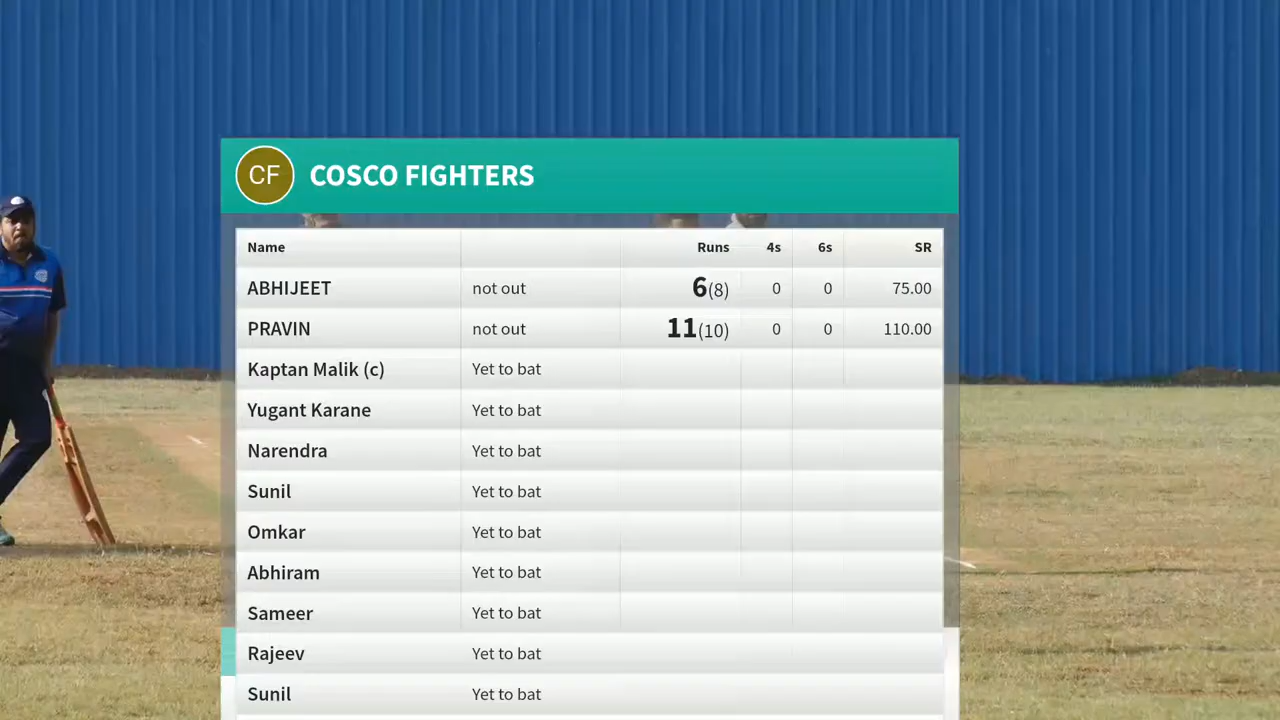 CF COSCO FIGHTERS
Name Runs 4s 6s SR
ABHIJEET not out 6(8) 0 0 75.00
PRAVIN not out 11(10) 0 0 110.00
Kaptan Malik (c) Yet to bat
Yugant Karane Yet to bat
Narendra Yet to bat
Sunil Yet to bat
Omkar Yet to bat
Abhiram Yet to bat
Sameer Yet to bat
Rajeev Yet to bat
Sunil Yet to bat